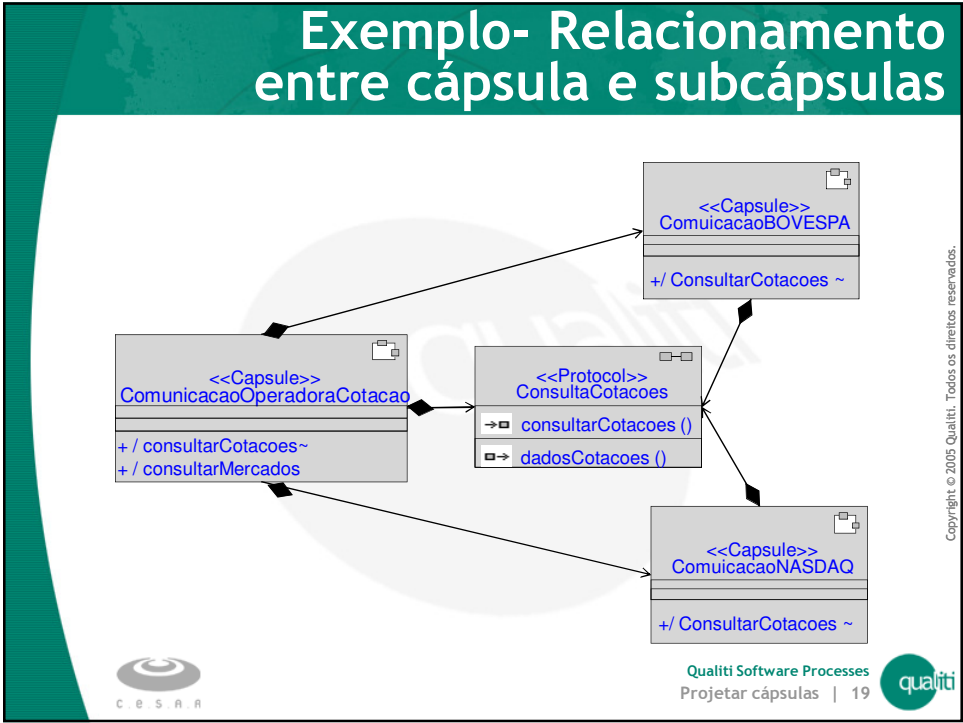 Exemplo- Relacionamento
entre cápsula e subcápsulas
<<Capsule>>
ComuicacaoBOVESPA
+/ ConsultarCotacoes ~
<<Capsule>>
ComunicacaoOperadoraCotacao
+ / consultarCotacoes~
+ / consultarMercados
<<Protocol>>
ConsultaCotacoes
consultarCotacoes ()
dadosCotacoes ()
<<Capsule>>
ComuicacaoNASDAQ
+/ ConsultarCotacoes ~
qualiti
Copyright © 2005 Qualiti. Todos os direitos reservados.
C.e.S.A.R
Qualiti Software Processes
Projetar cápsulas | 19
qualiti